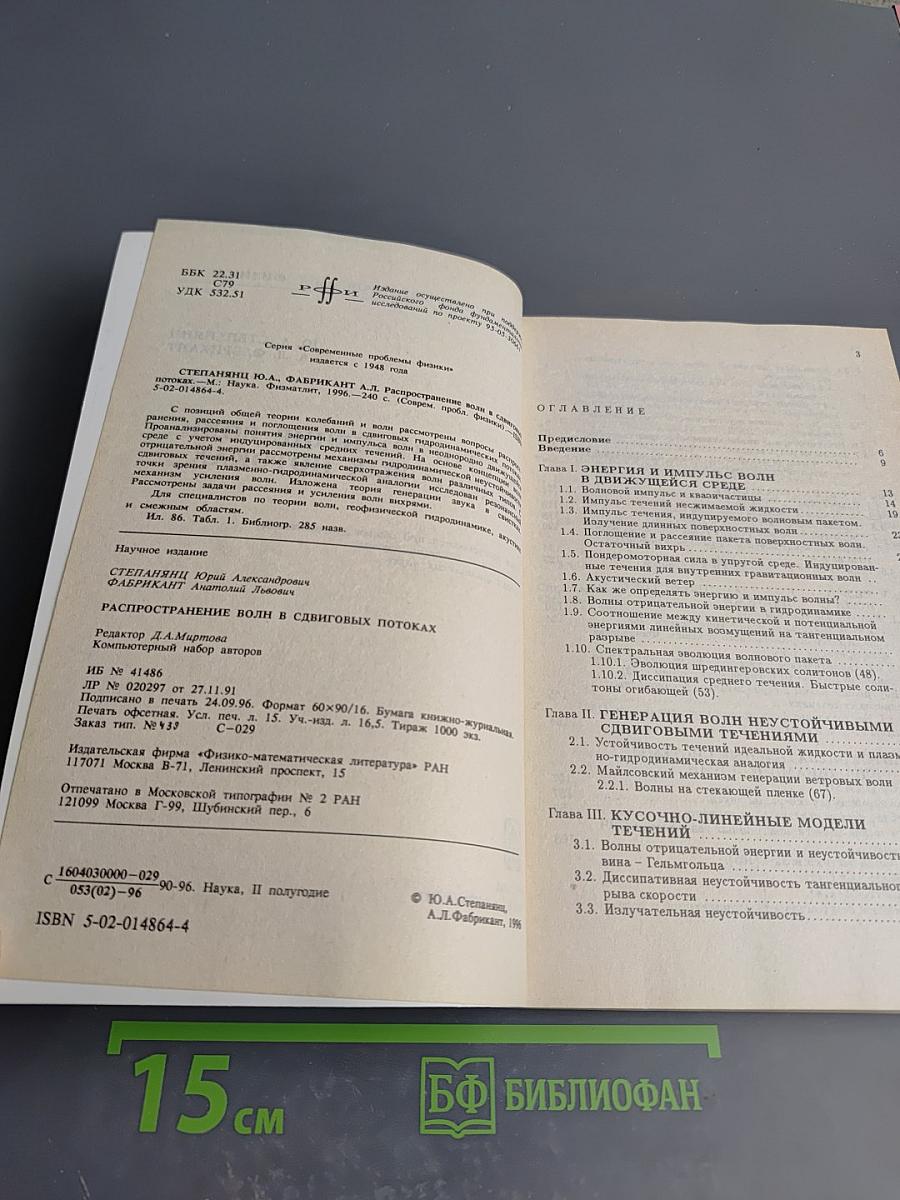 ББК 22.31
С79
УДК 532.51
РФФИ
Издание осуществлено при
Российского фонда
исследований по проекту
Серия «Современные проблемы физики»
издается с 1948 года
СТЕПАНЯНЦ Ю.А., ФАБРИКАНТ А.Л. Распространение волн в сдвиговых
потоках.—М.: Наука. Физматлит, 1996.—240 с. (Соврем. пробл. физики).—ISBN
5-02-014864-4.
С позиций общей теории колебаний и волн рассмотрены вопросы распрост-
ранения, рассеяния и поглощения волн в сдвиговых гидродинамических потоках.
Проанализированы понятия энергии и импульса волн в неоднородно движущейся
среде с учетом индуцированных средних течений. На основе концепции волн
отрицательной энергии рассмотрены механизмы гидродинамической неустойчивости
сдвиговых течений, а также явление сверхотражения волн различных типов. С
точки зрения плазменно-гидродинамической аналогии исследован резонансный
механизм усиления волн. Изложена теория генерации звука в свистках.
Рассмотрены задачи рассеяния и усиления волн вихрями.
Для специалистов по теории волн, геофизической гидродинамике, акустике
и смежным областям.
Ил. 86. Табл. 1. Библиогр. 285 назв.
Научное издание
СТЕПАНЯНЦ Юрий Александрович
ФАБРИКАНТ Анатолий Львович
РАСПРОСТРАНЕНИЕ ВОЛН В СДВИГОВЫХ ПОТОКАХ
Редактор Д.А.Миртова
Компьютерный набор авторов
ИБ № 41486
ЛР № 020297 от 27.11.91
Подписано в печать 24.09.96. Формат 60×90/16. Бумага книжно-журнальная.
Печать офсетная. Усл. печ. л. 15. Уч.-изд. л. 16,5. Тираж 1000 экз.
Заказ тип. № 439 С-029
Издательская фирма «Физико-математическая литература» РАН
117071 Москва В-71, Ленинский проспект, 15
Отпечатано в Московской типографии № 2 РАН
121099 Москва Г-99, Шубинский пер., 6
С 1604030000—029
053(02)—96 90-96. Наука, II полугодие
© Ю.А.Степанянц,
А.Л.Фабрикант, 1996
ISBN 5-02-014864-4
3
ОГЛАВЛЕНИЕ
Предисловие 6
Введение 9
Глава I. ЭНЕРГИЯ И ИМПУЛЬС ВОЛН
В ДВИЖУЩЕЙСЯ СРЕДЕ 13
1.1. Волновой импульс и квазичастицы 14
1.2. Импульс течений несжимаемой жидкости 19
1.3. Импульс течения, индуцируемого волновым пакетом.
Излучение длинных поверхностных волн
1.4. Поглощение и рассеяние пакета поверхностных волн.
Остаточный вихрь
1.5. Пондеромоторная сила в упругой среде. Индуцирован-
ные течения для внутренних гравитационных волн
1.6. Акустический ветер
1.7. Как же определять энергию и импульс волны?
1.8. Волны отрицательной энергии в гидродинамике
1.9. Соотношение между кинетической и потенциальной
энергиями линейных возмущений на тангенциальном
разрыве
1.10. Спектральная эволюция волнового пакета
1.10.1. Эволюция шредингеровских солитонов (48).
1.10.2. Диссипация среднего течения. Быстрые соли-
тоны огибающей (53).
Глава II. ГЕНЕРАЦИЯ ВОЛН НЕУСТОЙЧИВЫМИ
СДВИГОВЫМИ ТЕЧЕНИЯМИ
2.1. Устойчивость течений идеальной жидкости и плазмен-
но-гидродинамическая аналогия
2.2. Майлсовский механизм генерации ветровых волн
2.2.1. Волны на стекающей пленке (67).
Глава III. КУСОЧНО-ЛИНЕЙНЫЕ МОДЕЛИ
ТЕЧЕНИЙ
3.1. Волны отрицательной энергии и неустойчивость
вина – Гельмгольца
3.2. Диссипативная неустойчивость тангенциального
рыва скорости
3.3. Излучательная неустойчивость
15 см
БФ БИБЛИОФАН